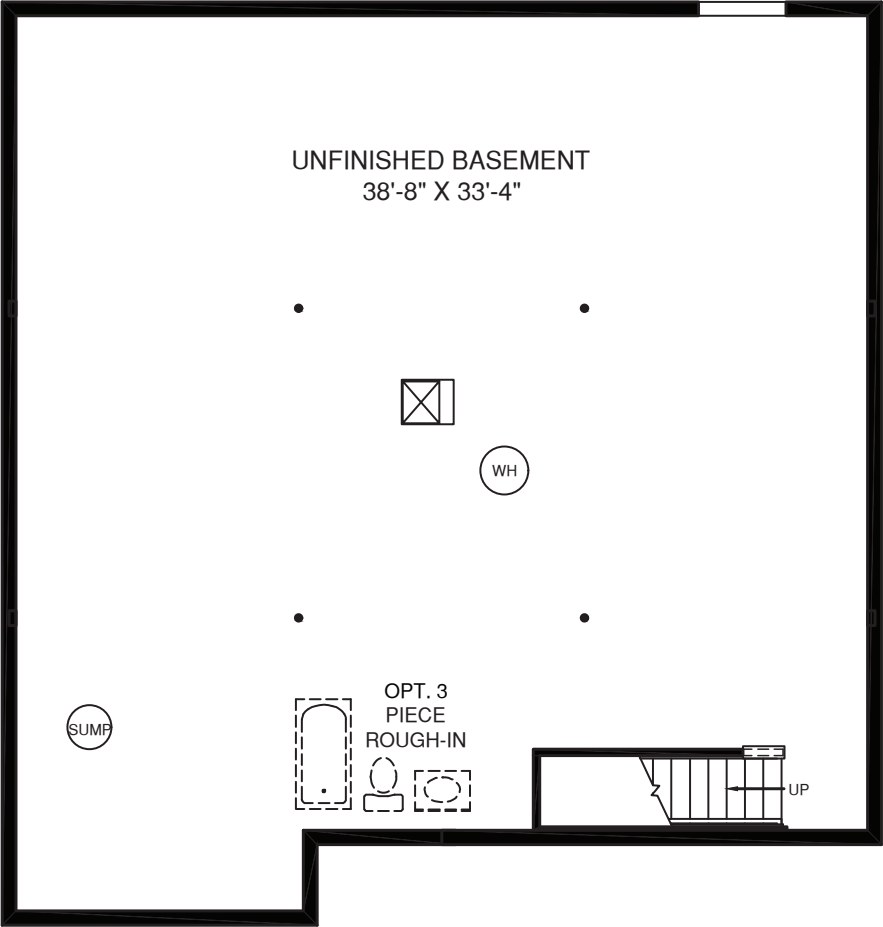 UNFINISHED BASEMENT
38'-8" X 33'-4"
WH
OPT. 3
PIECE
ROUGH-IN
SUMP
UP